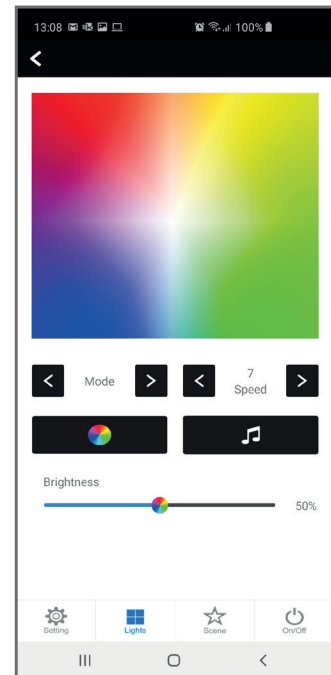 13:08
100%
Mode
7
Speed
Brightness
50%
Setting
Lights
Scene
On/Off